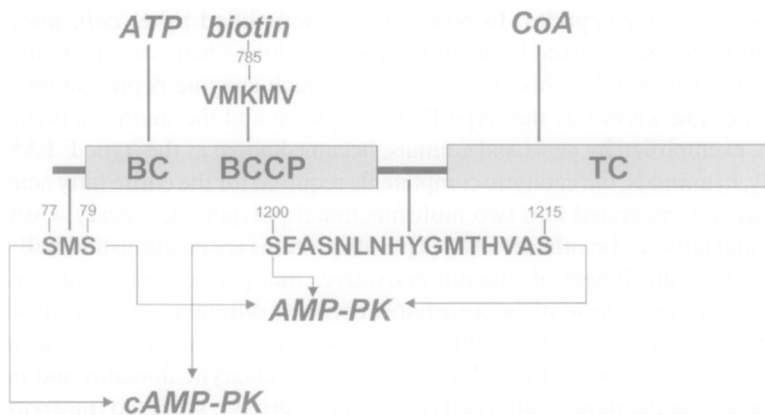 ATP biotin CoA
785
VMKMV
BC BCCP TC
77 79 1200 1215
SMS SFASNLNHYGMTHVAS
AMP-PK
cAMP-PK